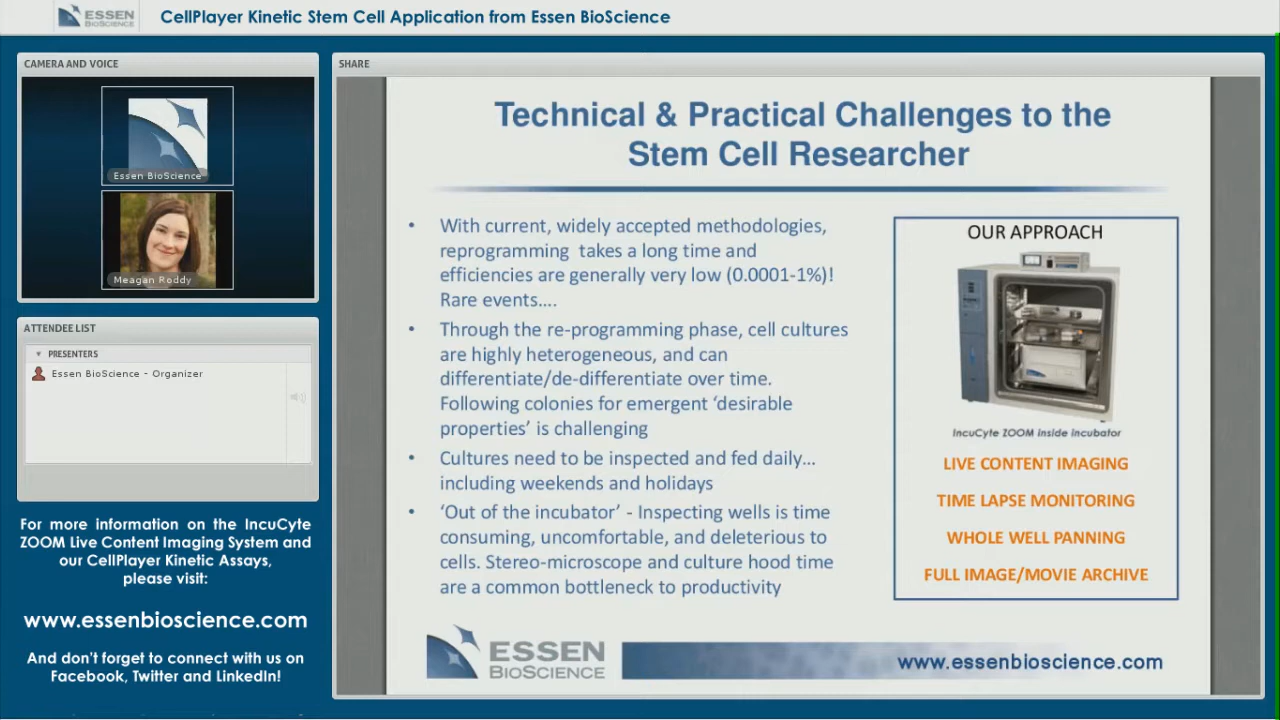 ESSEN
BIOSCIENCE
CellPlayer Kinetic Stem Cell Application from Essen BioScience
CAMERA AND VOICE
Essen BioScience
Meagan Roddy
ATTENDEE LIST
PRESENTERS
Essen BioScience - Organizer
For more information on the IncuCyte
ZOOM Live Content Imaging System and
our CellPlayer Kinetic Assays,
please visit:
www.essenbioscience.com
And don't forget to connect with us on
Facebook, Twitter and LinkedIn!
SHARE
Technical & Practical Challenges to the
Stem Cell Researcher
• With current, widely accepted methodologies,
reprogramming takes a long time and
efficiencies are generally very low (0.0001-1%)!
Rare events....
• Through the re-programming phase, cell cultures
are highly heterogeneous, and can
differentiate/de-differentiate over time.
Following colonies for emergent ‘desirable
properties’ is challenging
• Cultures need to be inspected and fed daily…
including weekends and holidays
• ‘Out of the incubator’ - Inspecting wells is time
consuming, uncomfortable, and deleterious to
cells. Stereo-microscope and culture hood time
are a common bottleneck to productivity
OUR APPROACH
IncuCyte ZOOM inside incubator
LIVE CONTENT IMAGING
TIME LAPSE MONITORING
WHOLE WELL PANNING
FULL IMAGE/MOVIE ARCHIVE
ESSEN
BIOSCIENCE
www.essenbioscience.com